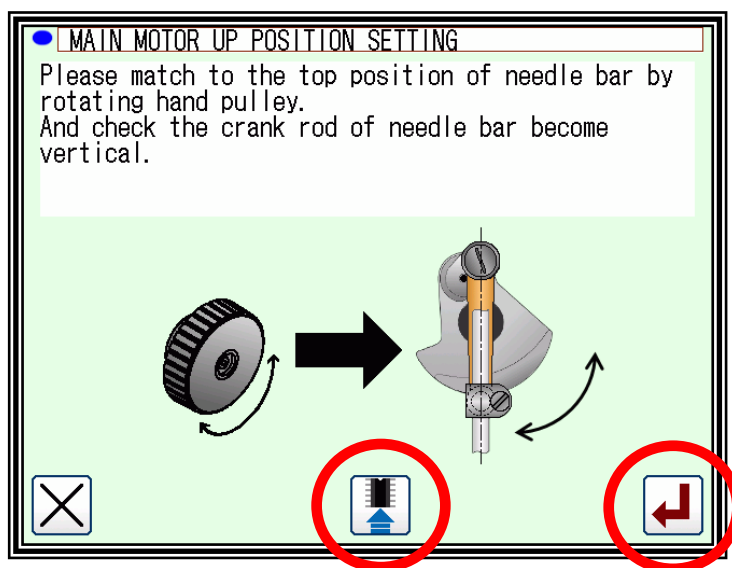 MAIN MOTOR UP POSITION SETTING
Please match to the top position of needle bar by
rotating hand pulley.
And check the crank rod of needle bar become
vertical.